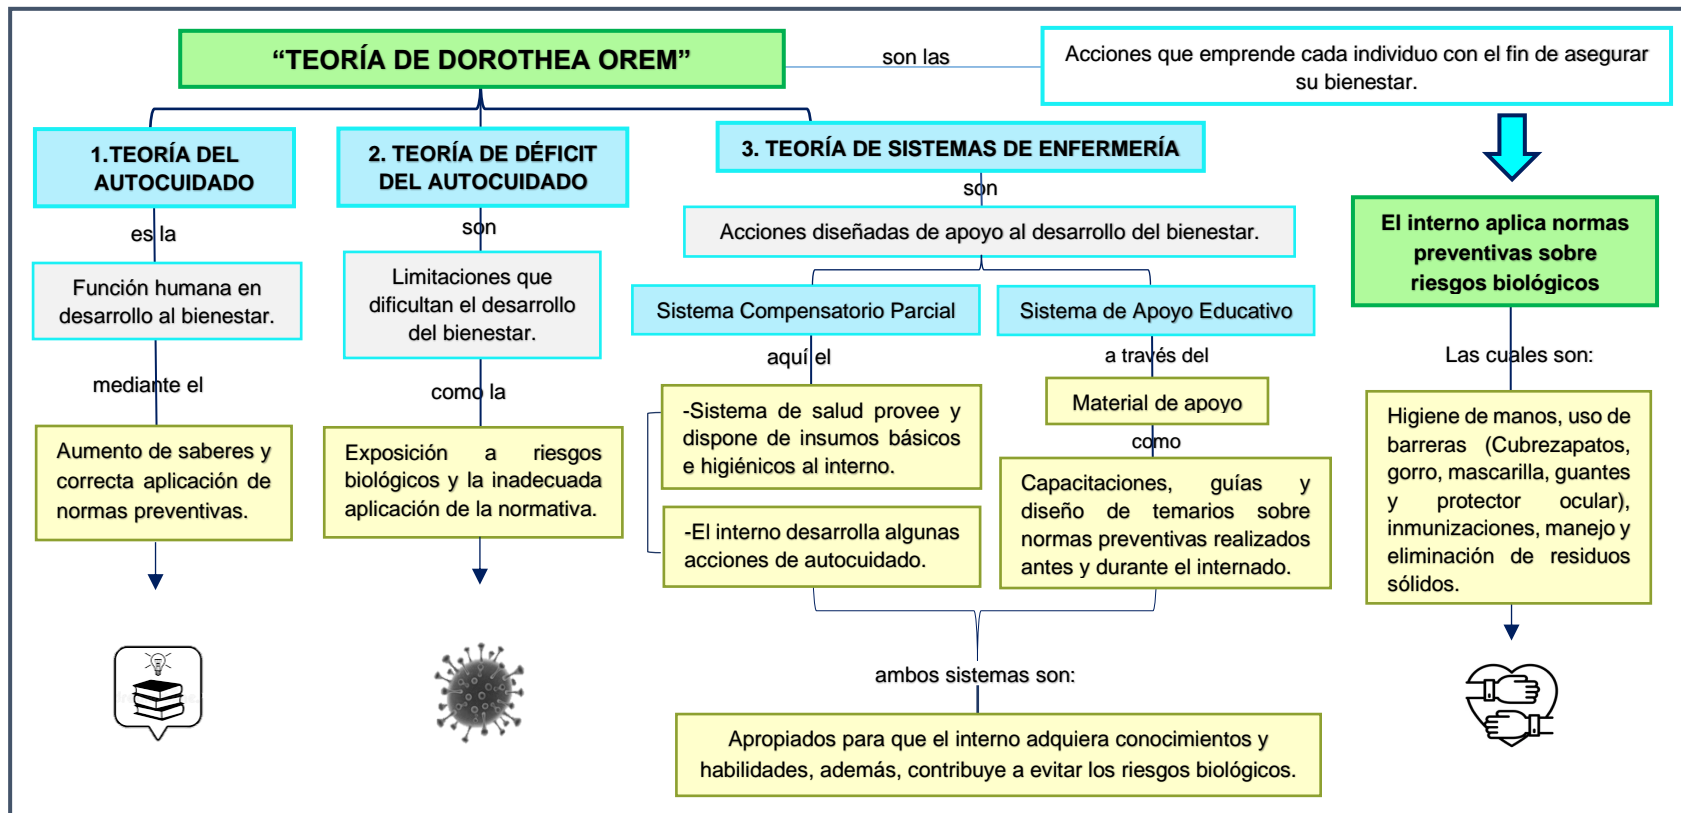 “TEORÍA DE DOROTHEA OREM”
son las
Acciones que emprende cada individuo con el fin de asegurar
su bienestar.
1.TEORÍA DEL
AUTOCUIDADO
es la
Función humana en
desarrollo al bienestar.
mediante el
Aumento de saberes y
correcta aplicación de
normas preventivas.
2. TEORÍA DE DÉFICIT
DEL AUTOCUIDADO
son
Limitaciones que
dificultan el desarrollo
del bienestar.
como la
Exposición a riesgos
biológicos y la inadecuada
aplicación de la normativa.
3. TEORÍA DE SISTEMAS DE ENFERMERÍA
son
Acciones diseñadas de apoyo al desarrollo del bienestar.
Sistema Compensatorio Parcial
aquí el
-Sistema de salud provee y
dispone de insumos básicos
e higiénicos al interno.
-El interno desarrolla algunas
acciones de autocuidado.
Sistema de Apoyo Educativo
a través del
Material de apoyo
como
Capacitaciones, guías y
diseño de temarios sobre
normas preventivas realizados
antes y durante el internado.
ambos sistemas son:
Apropiados para que el interno adquiera conocimientos y
habilidades, además, contribuye a evitar los riesgos biológicos.
El interno aplica normas
preventivas sobre
riesgos biológicos
Las cuales son:
Higiene de manos, uso de
barreras (Cubrezapatos,
gorro, mascarilla, guantes
y protector ocular),
inmunizaciones, manejo y
eliminación de residuos
sólidos.